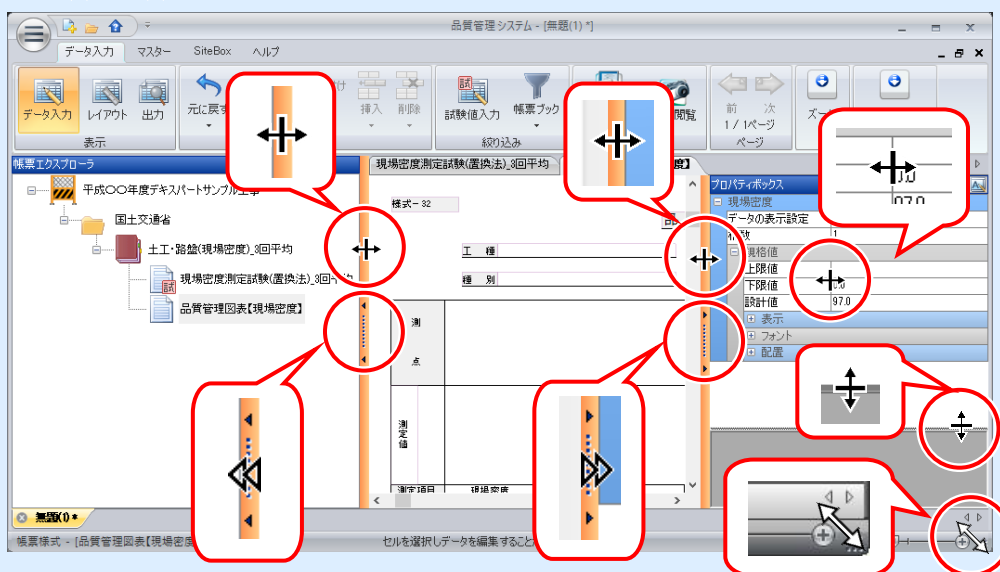 品質管理システム - [無題(1) *]
データ入力 マスター SiteBox ヘルプ
データ入力 レイアウト 出力 元に戻す け 挿入 削除 試験値入力 帳票ブック 閲覧 前 次
1 / 1ページ
表示 絞り込み ページ
帳票エクスプローラ
現場密度測定試験(置換法)_3回平均 度】
平成○○年度デキスパートサンプル工事
国土交通省
土工・路盤(現場密度)_3回平均
現場密度測定試験(置換法)_3回平均
品質管理図表【現場密度】
様式-32
工 種
種 別
測
点
測定値
測定項目 現場密度
プロパティボックス
現場密度
データの表示設定
数 1
規格値
上限値
下限値 0.0
設計値 97.0
表示
フォント
配置
0.0
97.0
無題(1) *
帳票様式 - [品質管理図表【現場密度 セルを選択しデータを編集すること